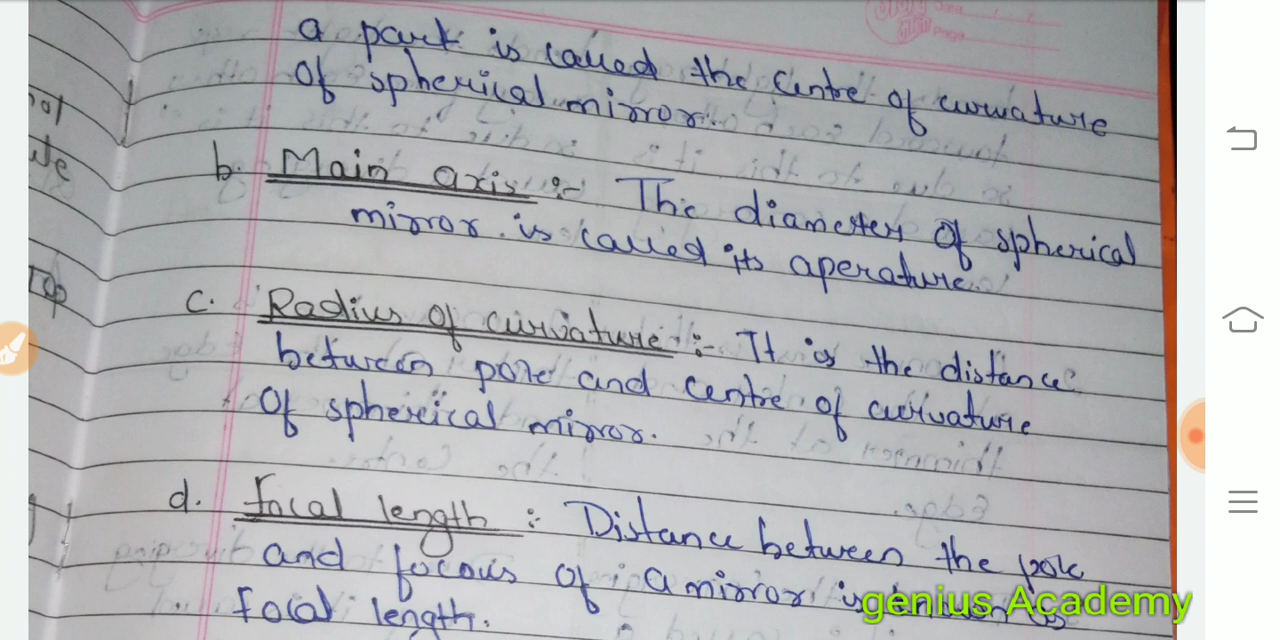 a part is called the Centre of curvature
of spherical mirror.
b. Main axis :- The diameter of spherical
mirror is called its aperature.
c. Radius of curvature :- It is the distance
between pole and centre of curvature
of spherical mirror.
d. focal length :- Distance between the pole
and focous of a mirror is
focal length.
genius Academy